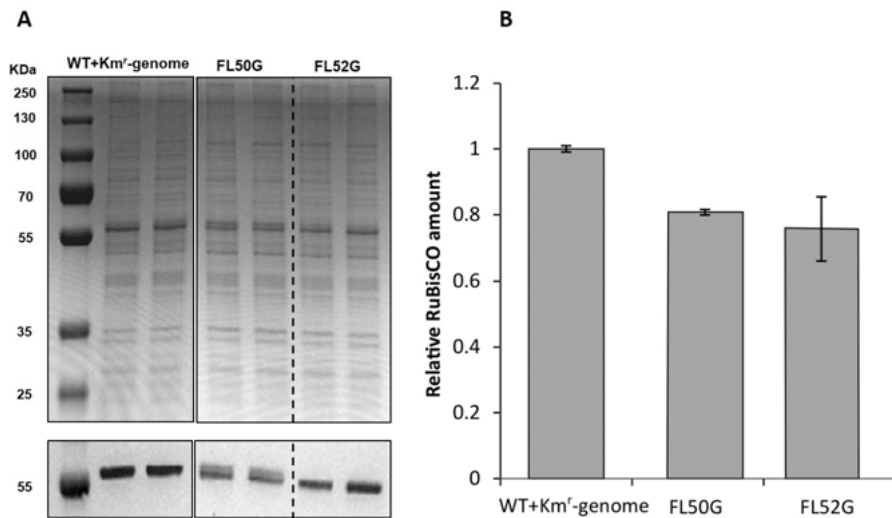 A
KDa
WT+Kmʳ-genome
FL50G
FL52G
250
130
100
70
55
35
25
55
B
Relative RuBisCO amount
1.2
1
0.8
0.6
0.4
0.2
0
WT+Kmʳ-genome
FL50G
FL52G